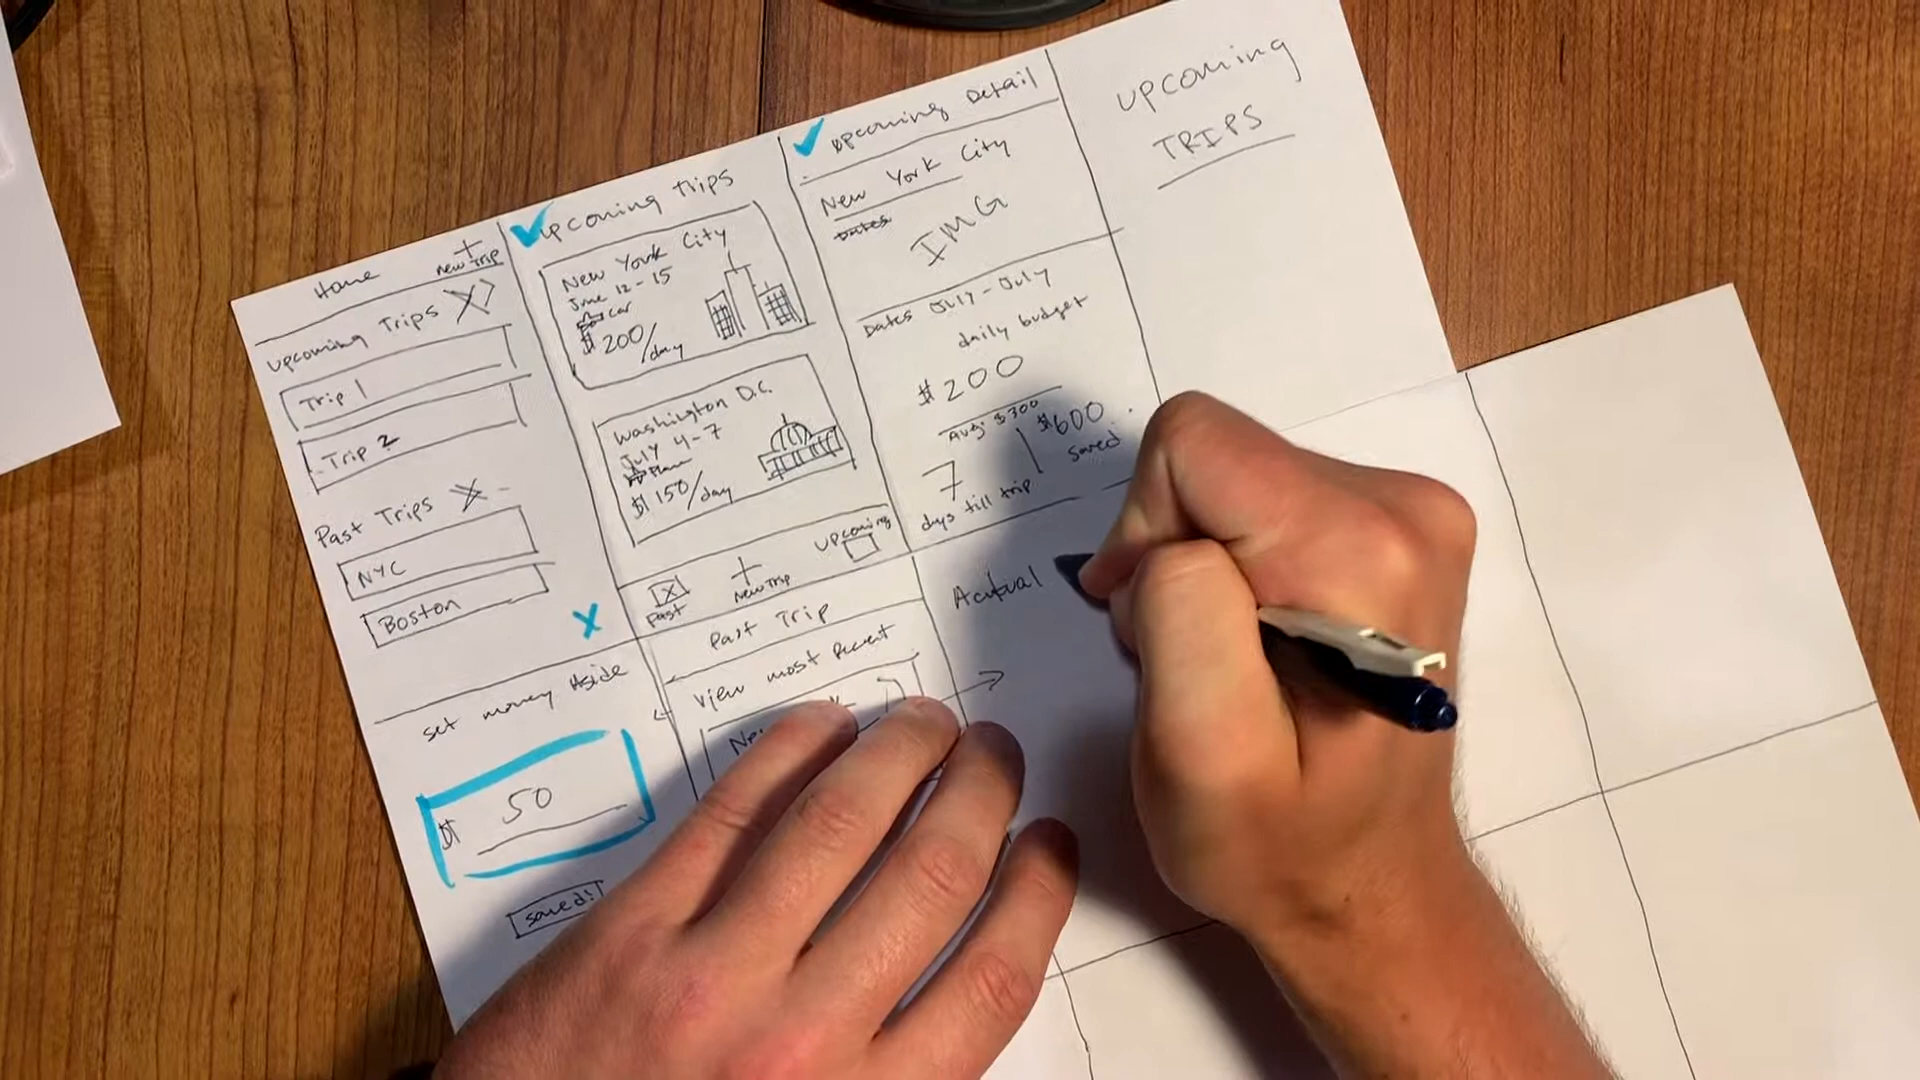 Home
+
new trip
Upcoming Trips
Trip 1
Trip 2
Past Trips
NYC
Boston
X
Upcoming Trips
New York City
June 12 - 15
car
$ 200/day
Washington D.C.
July 4-7
Plane
$ 150/day
Past
+
New Trip
upcoming
Upcoming Detail
New York City
Dates
IMG
Dates July - July
daily budget
$ 200
Avg: $300
$600
saved
7
days till trip
upcoming
TRIPS
set money Aside
$ 50
saved!
Past Trip
View most Recent
Actual